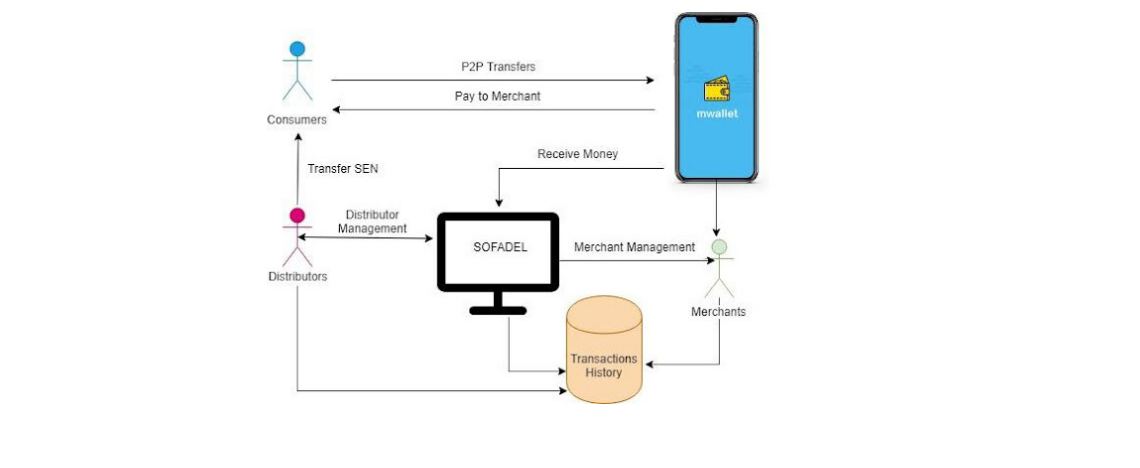 P2P Transfers
Pay to Merchant
mwallet
Consumers
Receive Money
Transfer SEN
Distributor
Management
SOFADEL
Merchant Management
Distributors
Merchants
Transactions
History